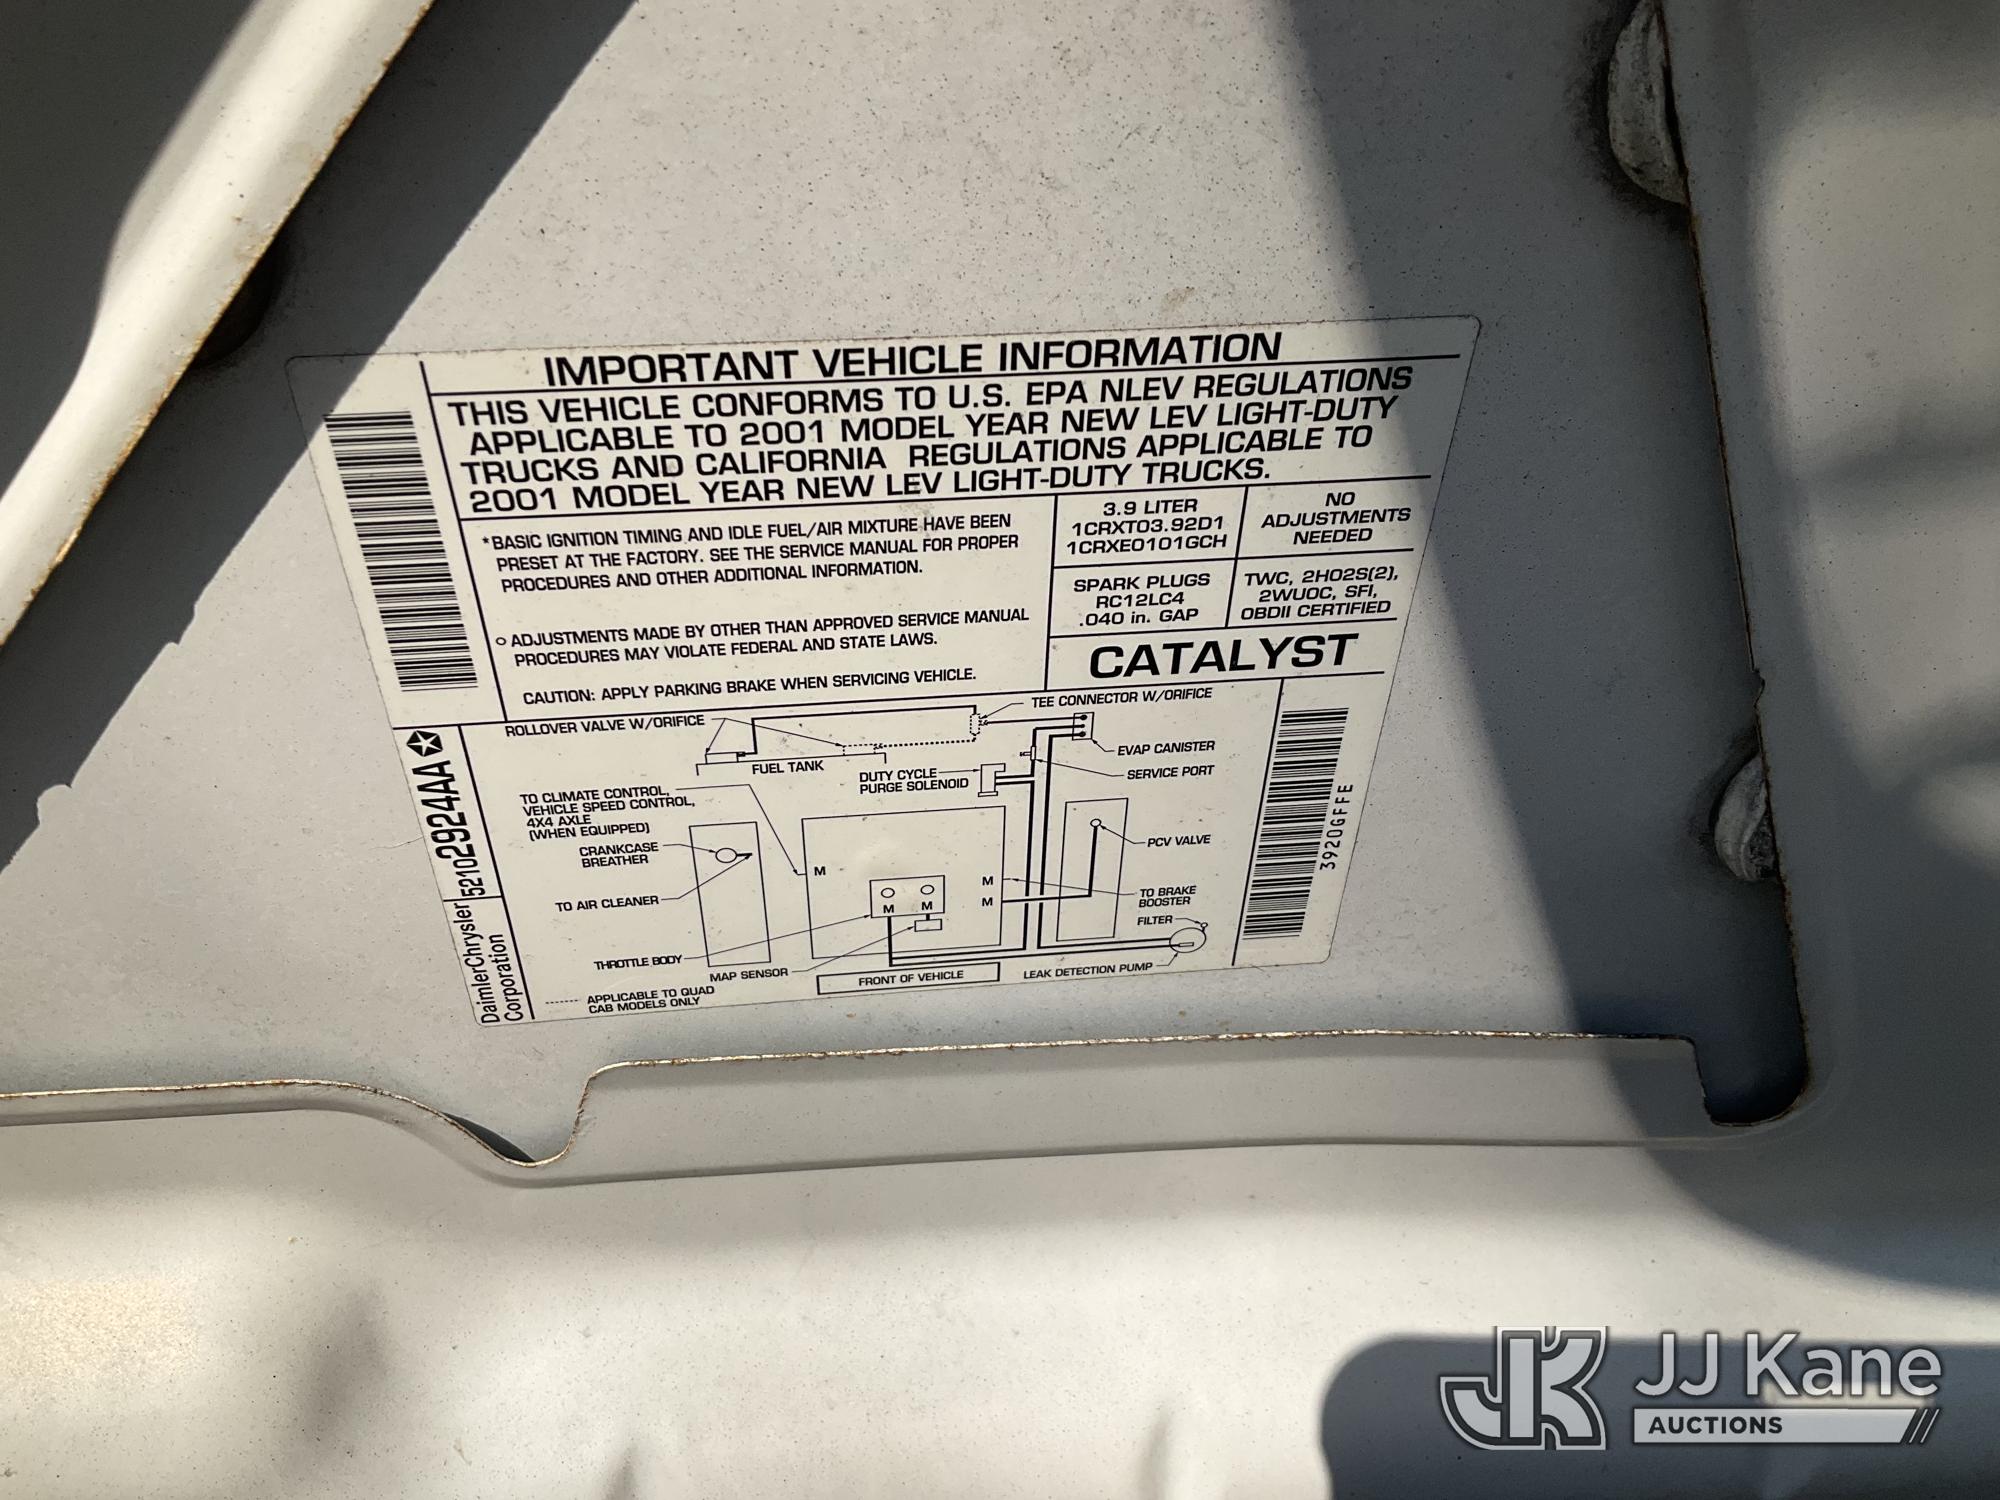 IMPORTANT VEHICLE INFORMATION
THIS VEHICLE CONFORMS TO U.S. EPA NLEV REGULATIONS
APPLICABLE TO 2001 MODEL YEAR NEW LEV LIGHT-DUTY
TRUCKS AND CALIFORNIA REGULATIONS APPLICABLE TO
2001 MODEL YEAR NEW LEV LIGHT-DUTY TRUCKS.
*BASIC IGNITION TIMING AND IDLE FUEL/AIR MIXTURE HAVE BEEN
PRESET AT THE FACTORY. SEE THE SERVICE MANUAL FOR PROPER
PROCEDURES AND OTHER ADDITIONAL INFORMATION.
O ADJUSTMENTS MADE BY OTHER THAN APPROVED SERVICE MANUAL
PROCEDURES MAY VIOLATE FEDERAL AND STATE LAWS.
CAUTION: APPLY PARKING BRAKE WHEN SERVICING VEHICLE.
3.9 LITER
1CRXT03.92D1
1CRXE0101GCH
NO
ADJUSTMENTS
NEEDED
SPARK PLUGS
RC12LC4
.040 in. GAP
TWC, 2HO2S(2),
2WUOC, SFI,
OBDII CERTIFIED
CATALYST
ROLLOVER VALVE W/ORIFICE
TEE CONNECTOR W/ORIFICE
FUEL TANK
EVAP CANISTER
SERVICE PORT
DUTY CYCLE
PURGE SOLENOID
TO CLIMATE CONTROL,
VEHICLE SPEED CONTROL,
4X4 AXLE
(WHEN EQUIPPED)
CRANKCASE
BREATHER
TO AIR CLEANER
THROTTLE BODY
MAP SENSOR
M
M
M
M
M
PCV VALVE
TO BRAKE
BOOSTER
FILTER
LEAK DETECTION PUMP
FRONT OF VEHICLE
APPLICABLE TO QUAD
CAB MODELS ONLY
DaimlerChrysler
Corporation
52102924AA
3920GFFE
JK
JJ Kane
AUCTIONS